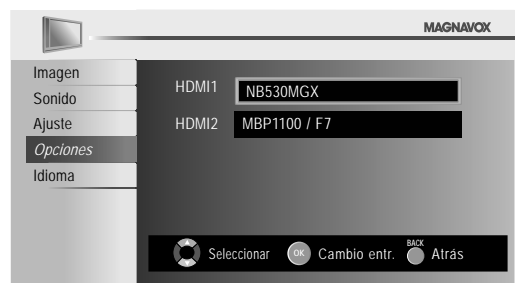 MAGNAVOX
Imagen
Sonido
Ajuste
Opciones
Idioma
HDMI1 NB530MGX
HDMI2 MBP1100 / F7
Seleccionar OK Cambio entr. BACK Atrás